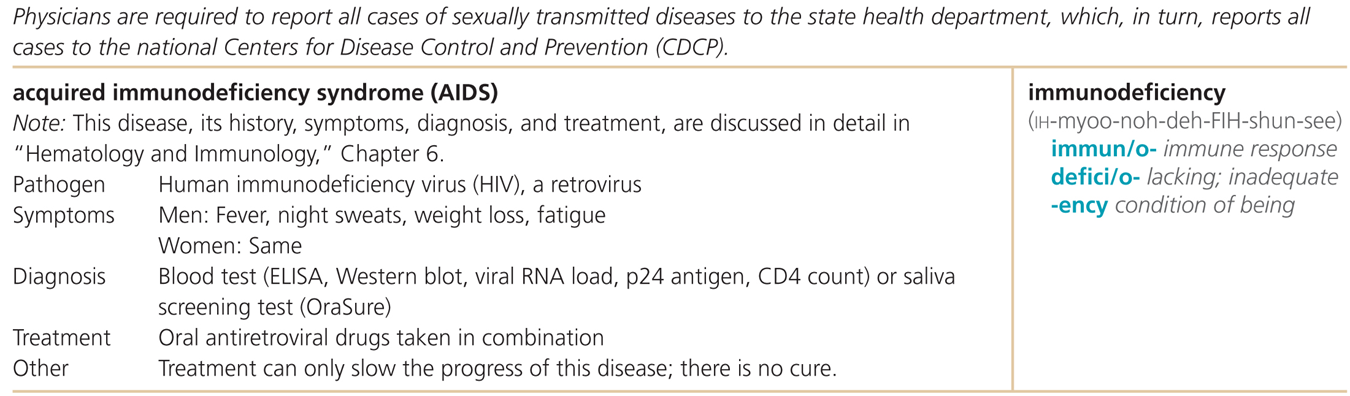 Physicians are required to report all cases of sexually transmitted diseases to the state health department, which, in turn, reports all
cases to the national Centers for Disease Control and Prevention (CDCP).
acquired immunodeficiency syndrome (AIDS)
Note: This disease, its history, symptoms, diagnosis, and treatment, are discussed in detail in
“Hematology and Immunology,” Chapter 6.
Pathogen Human immunodeficiency virus (HIV), a retrovirus
Symptoms Men: Fever, night sweats, weight loss, fatigue
Women: Same
Diagnosis Blood test (ELISA, Western blot, viral RNA load, p24 antigen, CD4 count) or saliva
screening test (OraSure)
Treatment Oral antiretroviral drugs taken in combination
Other Treatment can only slow the progress of this disease; there is no cure.
immunodeficiency
(IH-myoo-noh-deh-FIH-shun-see)
immun/o- immune response
defici/o- lacking; inadequate
-ency condition of being